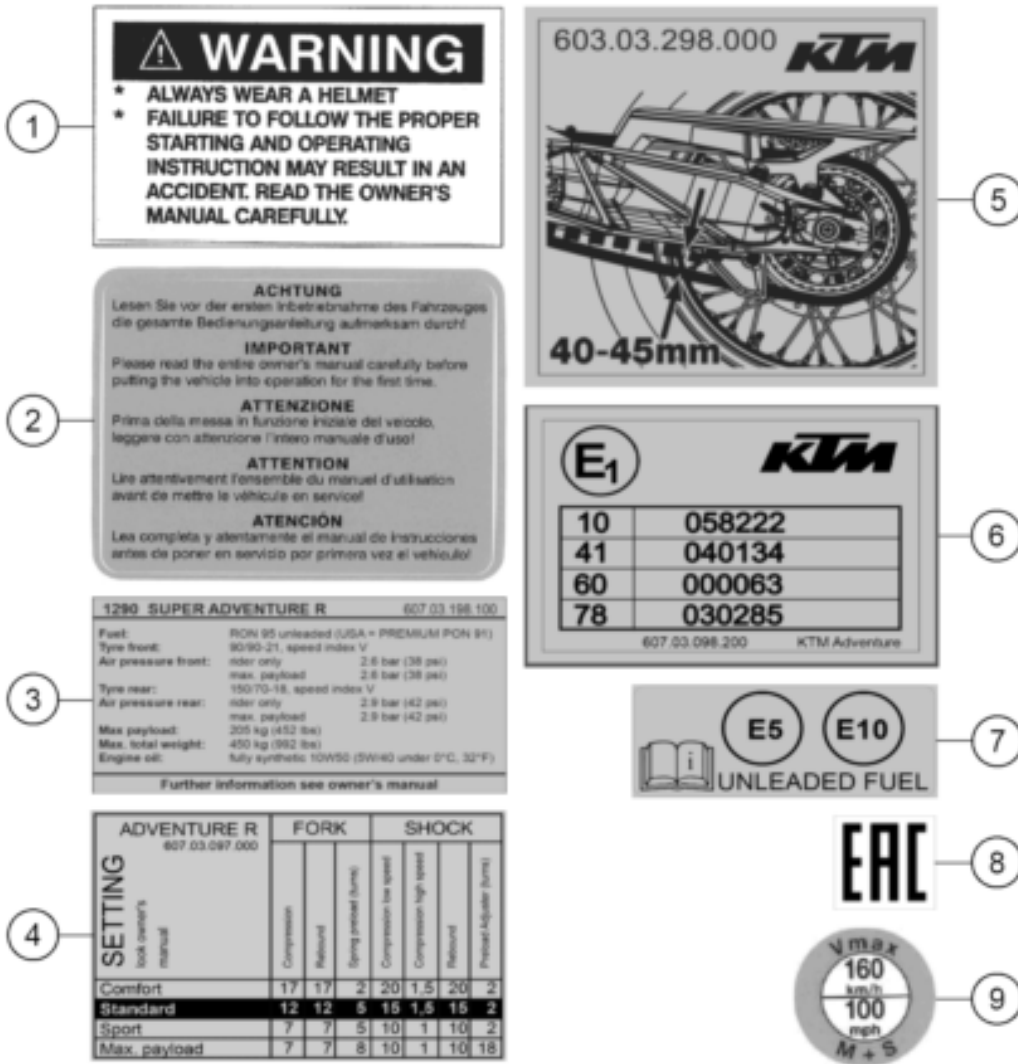 1
WARNING
* ALWAYS WEAR A HELMET
* FAILURE TO FOLLOW THE PROPER
STARTING AND OPERATING
INSTRUCTION MAY RESULT IN AN
ACCIDENT. READ THE OWNER'S
MANUAL CAREFULLY.
2
ACHTUNG
Lesen Sie vor der ersten Inbetriebnahme des Fahrzeuges
die gesamte Bedienungsanleitung aufmerksam durch!
IMPORTANT
Please read the entire owner's manual carefully before
putting the vehicle into operation for the first time.
ATTENZIONE
Prima della messa in funzione iniziale del veicolo,
leggere con attenzione l'intero manuale d'uso!
ATTENTION
Lire attentivement l'ensemble du manuel d'utilisation
avant de mettre le véhicule en service!
ATENCIÓN
Lea completa y atentamente el manual de instrucciones
antes de poner en servicio por primera vez el vehiculo!
3
1290 SUPER ADVENTURE R 607.03.198.100
Fuel: RON 95 unleaded (USA = PREMIUM PON 91)
Tyre front: 90/90-21, speed index V
Air pressure front: rider only 2.6 bar (38 psi)
max. payload 2.6 bar (38 psi)
Tyre rear: 150/70-18, speed index V
Air pressure rear: rider only 2.9 bar (42 psi)
max. payload 2.9 bar (42 psi)
Max payload: 205 kg (452 lbs)
Max. total weight: 450 kg (992 lbs)
Engine oil: fully synthetic 10W50 (5W/40 under 0°C, 32°F)
Further information see owner's manual
4
ADVENTURE R FORK SHOCK
607.03.097.000
SETTING
look owner's
manual
Compression
Rebound
Spring preload (turns)
Compression low speed
Compression high speed
Rebound
Preload Adjuster (turns)
Comfort 17 17 2 20 1,5 20 2
Standard 12 12 5 15 1,5 15 2
Sport 7 7 5 10 1 10 2
Max. payload 7 7 8 10 1 10 18
5
603.03.298.000 KTM
40-45mm
6
E1 KTM
10 058222
41 040134
60 000063
78 030285
607.03.098.200 KTM Adventure
7
E5 E10
i
UNLEADED FUEL
8
EAC
9
Vmax
160
km/h
100
mph
M + S